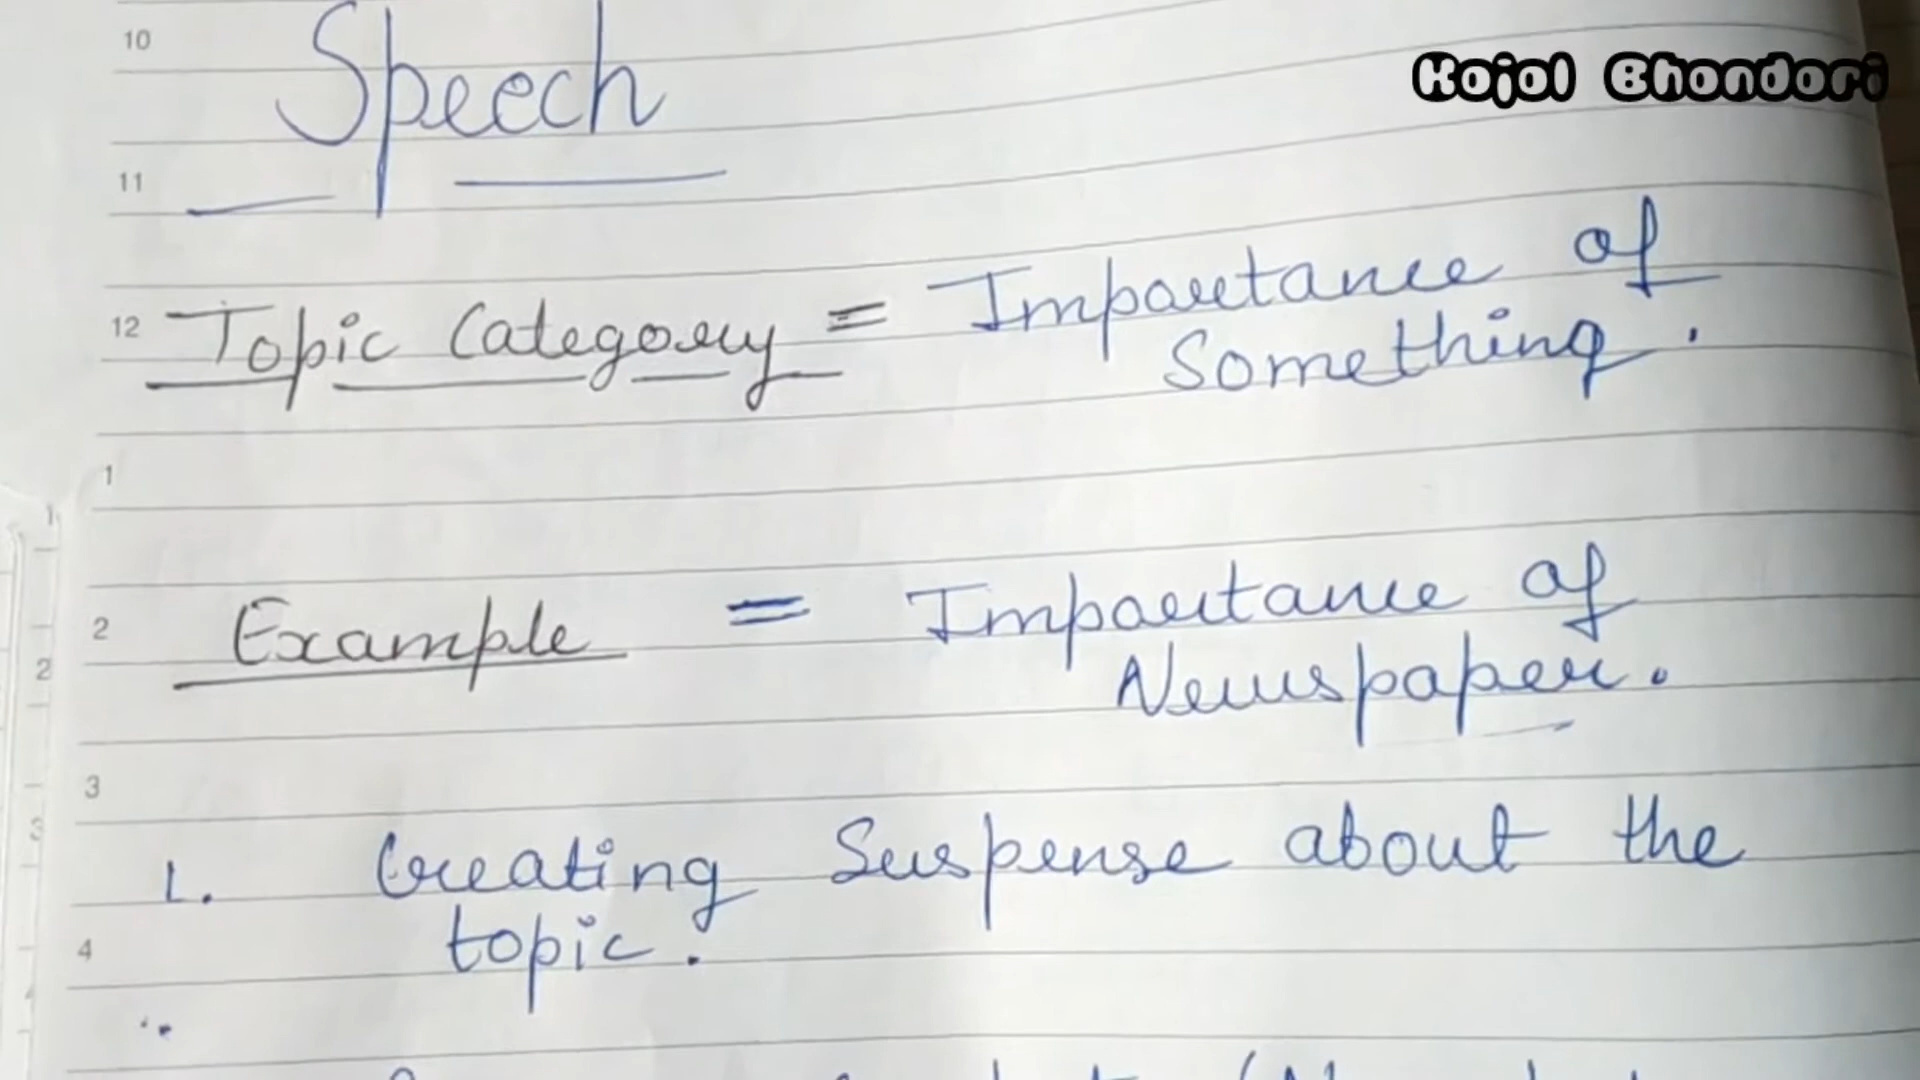 10
Kojol Bhondori
Speech
11
12
Topic Category = Importance of
Something.
1
2
Example = Importance of
Newspaper.
3
1. Creating Suspense about the
topic.
4